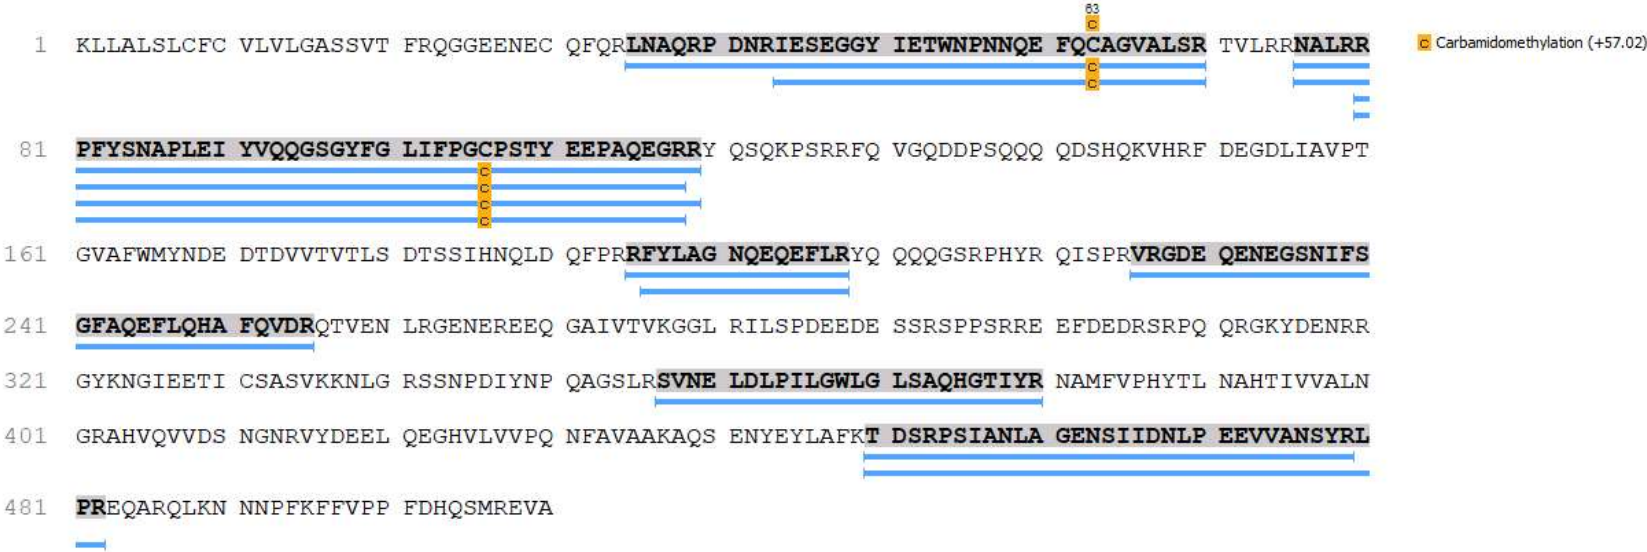 63
C
1 KLLALSLCFC VLVLGASSVT FRQGGEENEC QFQRLNAQRP DNRIESEGGY IETWNPNNQE FQCAGVALSR TVLRRNALRR C Carbamidomethylation (+57.02)
C
C
81 PFYSNAPLEI YVQQGSGYFG LIFPGCPSTY EEPAQEGRRY QSQKPSRRFQ VGQDDPSQQQ QDSHQKVHRF DEGDLIAVPT
C
C
C
C
161 GVAFWMYNDE DTDVVTVTLS DTSSIHNQLD QFPRRFYLAG NQEQEFLRYQ QQQGSRPHYR QISPRVRGDE QENEGSNIFS
241 GFAQEFLQHA FQVDRQTVEN LRGENEREEQ GAIVTVKGGL RILSPDEEDE SSRSPPSRRE EFDEDRSRPQ QRGKYDENRR
321 GYKNGIEETI CSASVKKNLG RSSNPDIYNP QAGSLRSVNE LDLPILGWLG LSAQHGTIYR NAMFVPHYTL NAHTIVVALN
401 GRAHVQVVDS NGNRVYDEEL QEGHVLVVPQ NFAVAAKAQS ENYEYLAFKT DSRPSIANLA GENSIIDNLP EEVVANSYRL
481 PREQARQLKN NNPFKFFVPP FDHQSMREVA